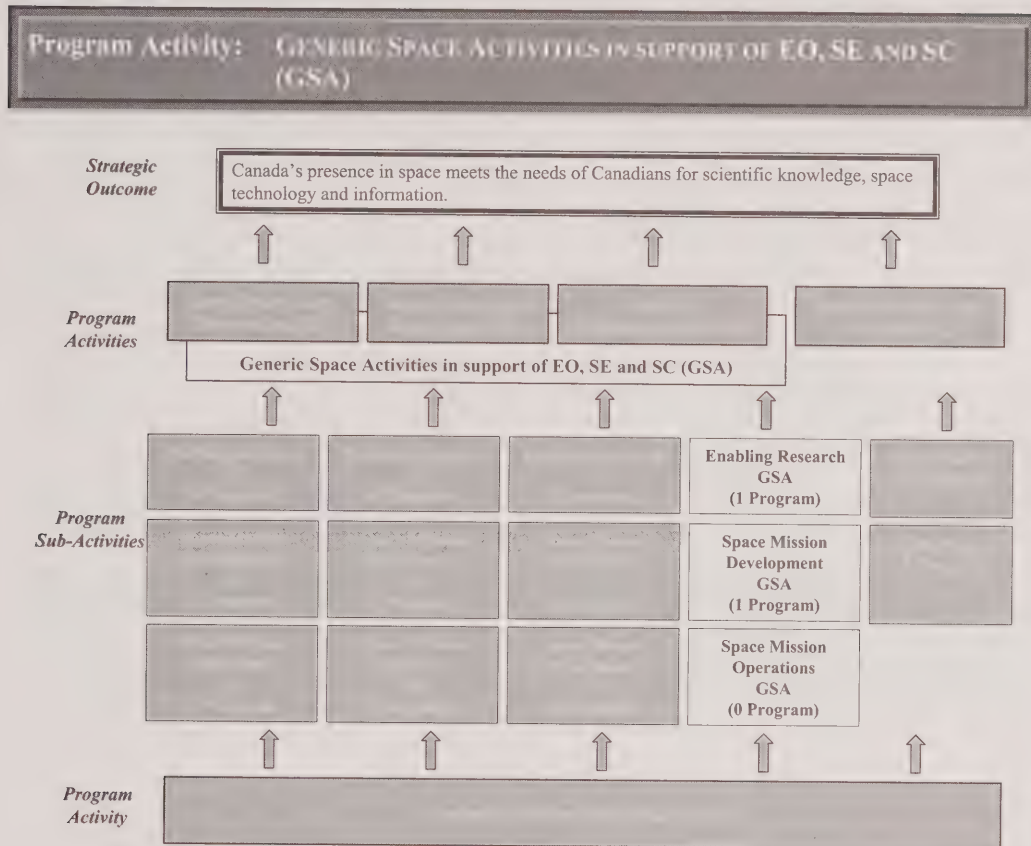 Program Activity: GENERIC SPACE ACTIVITIES IN SUPPORT OF EO, SE AND SC
(GSA)
Strategic
Outcome
Canada's presence in space meets the needs of Canadians for scientific knowledge, space
technology and information.
Program
Activities
Generic Space Activities in support of EO, SE and SC (GSA)
Program
Sub-Activities
Enabling Research
GSA
(1 Program)
Space Mission
Development
GSA
(1 Program)
Space Mission
Operations
GSA
(0 Program)
Program
Activity